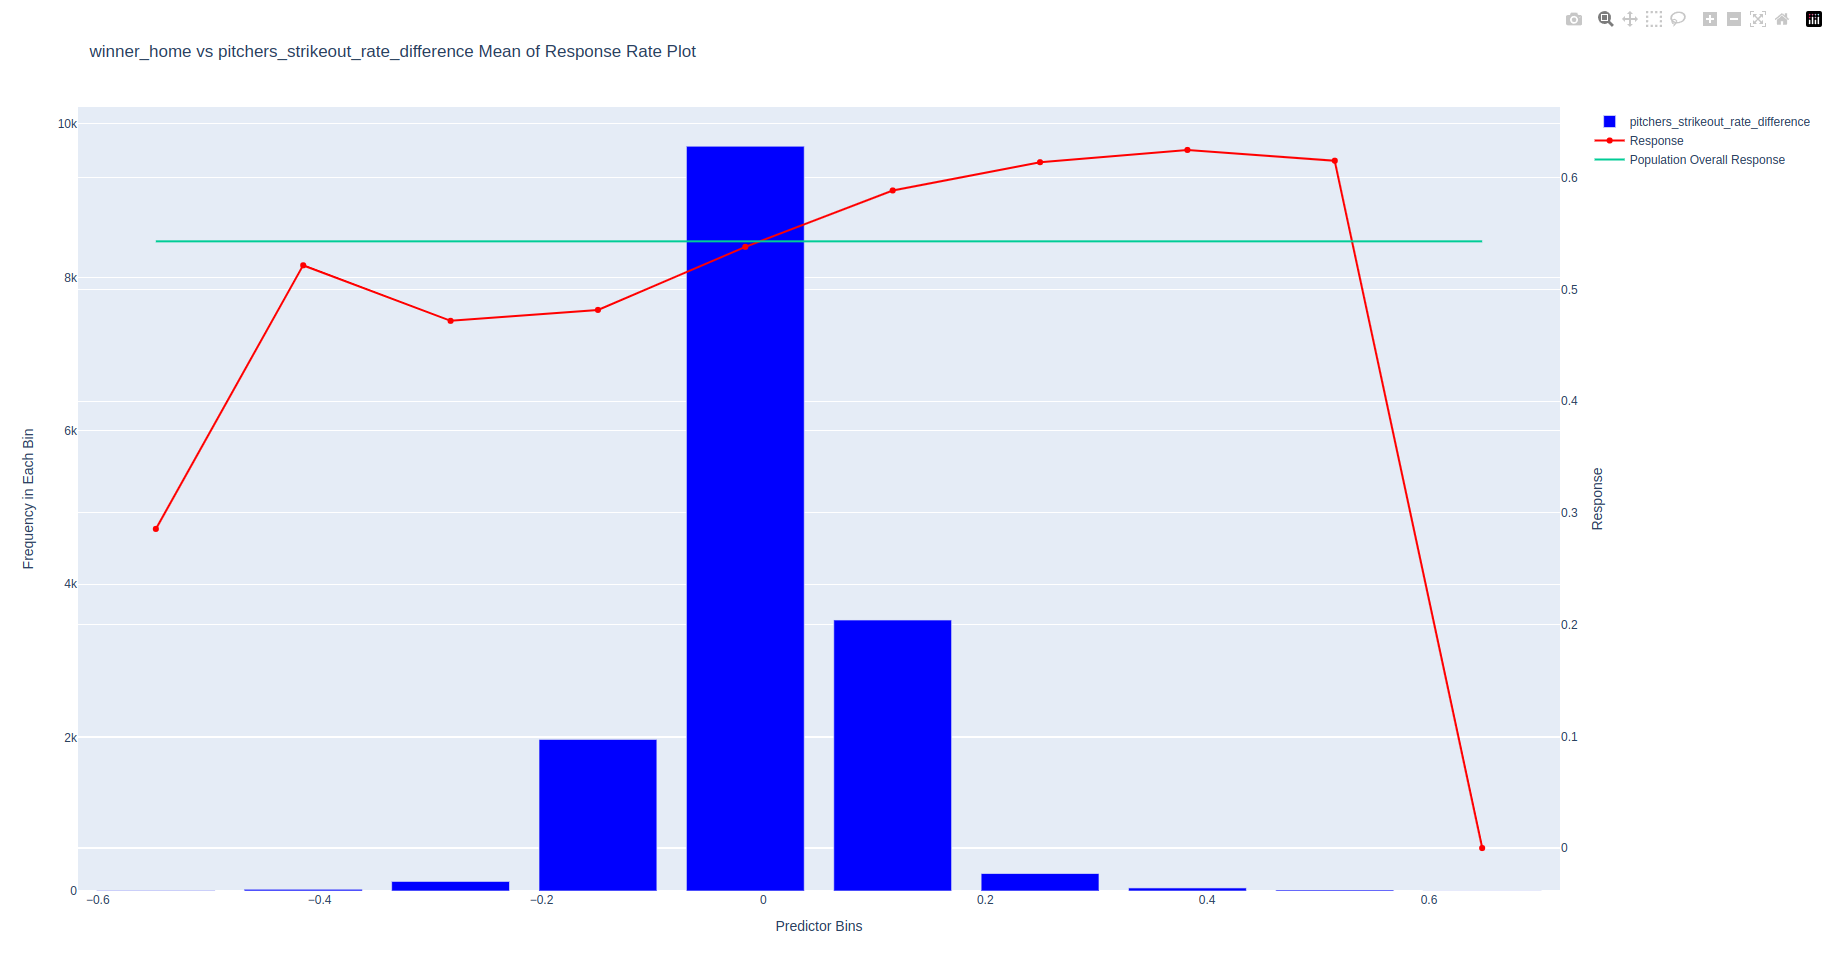 winner_home vs pitchers_strikeout_rate_difference Mean of Response Rate Plot
pitchers_strikeout_rate_difference
Response
Population Overall Response
10k
8k
6k
4k
2k
0
Frequency in Each Bin
0.6
0.5
0.4
0.3
0.2
0.1
0
Response
−0.6
−0.4
−0.2
0
0.2
0.4
0.6
Predictor Bins